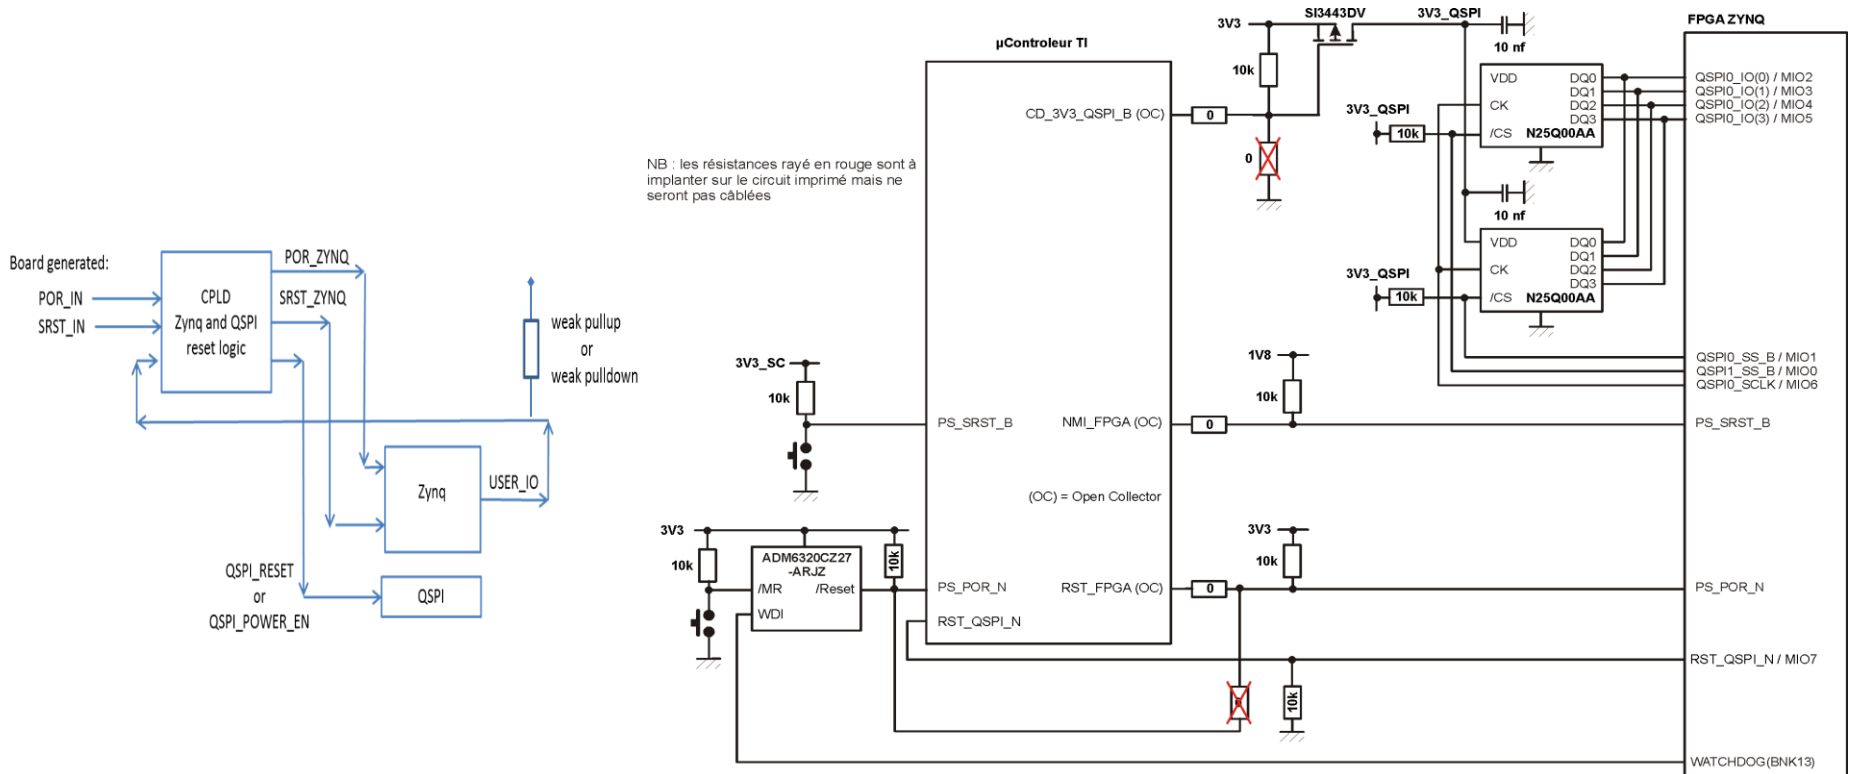 Board generated:
POR_IN
SRST_IN
CPLD
Zynq and QSPI
reset logic
POR_ZYNQ
SRST_ZYNQ
weak pullup
or
weak pulldown
Zynq
USER_IO
QSPI_RESET
or
QSPI_POWER_EN
QSPI
NB : les résistances rayé en rouge sont à
implanter sur le circuit imprimé mais ne
seront pas câblées
µControleur TI
CD_3V3_QSPI_B (OC)
0
3V3
10k
0
SI3443DV
3V3_QSPI
10 nf
3V3_QSPI
10k
VDD
CK
/CS
DQ0
DQ1
DQ2
DQ3
N25Q00AA
10 nf
3V3_QSPI
10k
VDD
CK
/CS
DQ0
DQ1
DQ2
DQ3
N25Q00AA
FPGA ZYNQ
QSPI0_IO(0) / MIO2
QSPI0_IO(1) / MIO3
QSPI0_IO(2) / MIO4
QSPI0_IO(3) / MIO5
QSPI0_SS_B / MIO1
QSPI1_SS_B / MIO0
QSPI0_SCLK / MIO6
PS_SRST_B
PS_POR_N
RST_QSPI_N / MIO7
WATCHDOG(BNK13)
3V3_SC
10k
PS_SRST_B
NMI_FPGA (OC)
0
1V8
10k
(OC) = Open Collector
3V3
10k
ADM6320CZ27
-ARJZ
/MR
/Reset
WDI
10k
PS_POR_N
RST_QSPI_N
RST_FPGA (OC)
0
3V3
10k
10k